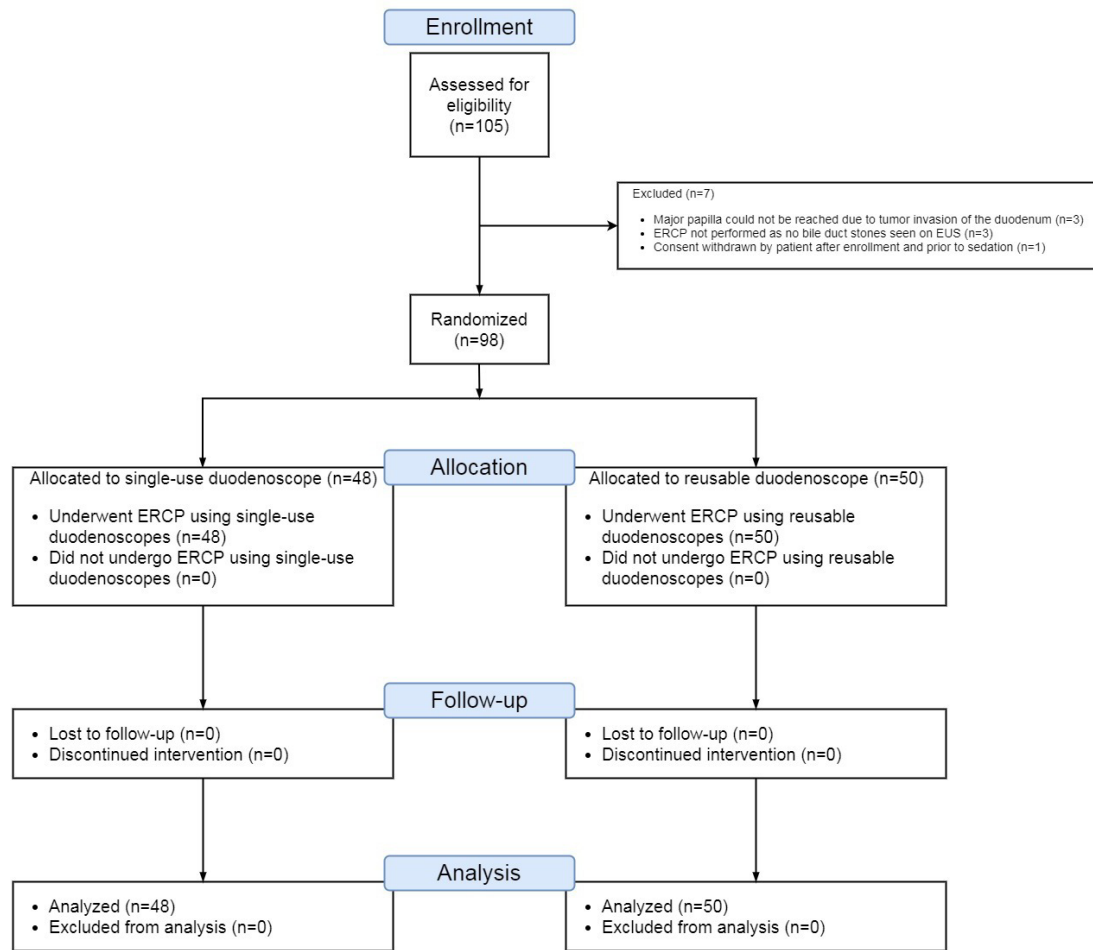 Enrollment
Assessed for
eligibility
(n=105)
Excluded (n=7)
• Major papilla could not be reached due to tumor invasion of the duodenum (n=3)
• ERCP not performed as no bile duct stones seen on EUS (n=3)
• Consent withdrawn by patient after enrollment and prior to sedation (n=1)
Randomized
(n=98)
Allocation
Allocated to single-use duodenoscope (n=48)
• Underwent ERCP using single-use
duodenoscopes (n=48)
• Did not undergo ERCP using single-use
duodenoscopes (n=0)
Allocated to reusable duodenoscope (n=50)
• Underwent ERCP using reusable
duodenoscopes (n=50)
• Did not undergo ERCP using reusable
duodenoscopes (n=0)
Follow-up
• Lost to follow-up (n=0)
• Discontinued intervention (n=0)
• Lost to follow-up (n=0)
• Discontinued intervention (n=0)
Analysis
• Analyzed (n=48)
• Excluded from analysis (n=0)
• Analyzed (n=50)
• Excluded from analysis (n=0)